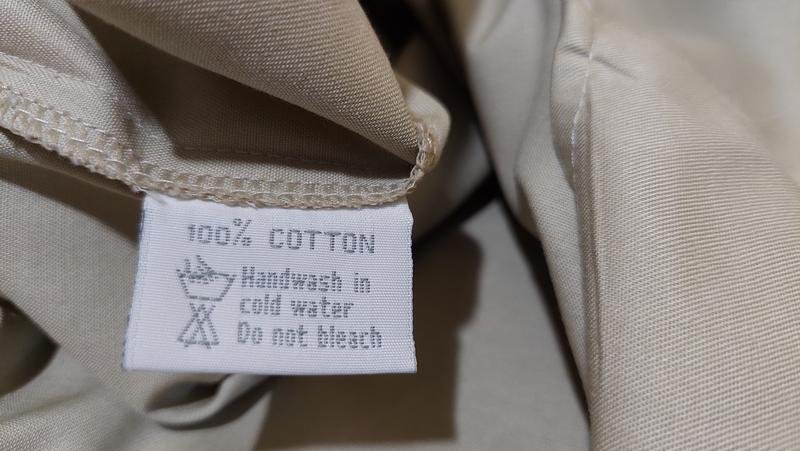 100% COTTON
Handwash in
cold water
Do not bleach